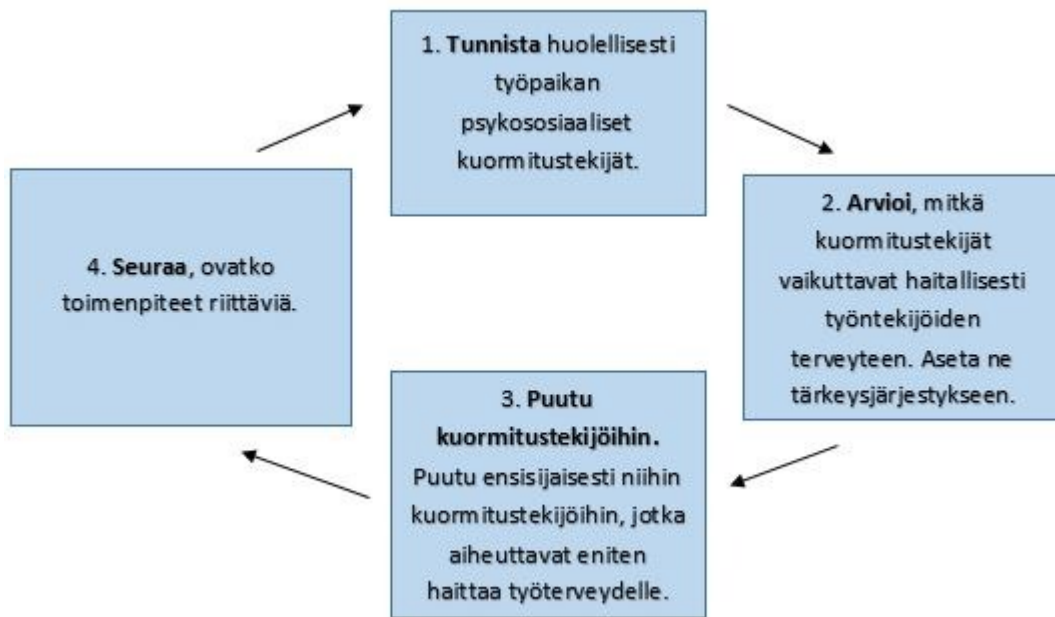 1. Tunnista huolellisesti
työpaikan
psykososiaaliset
kuormitustekijät.
2. Arvioi, mitkä
kuormitustekijät
vaikuttavat haitallisesti
työntekijöiden
terveyteen. Aseta ne
tärkeysjärjestykseen.
3. Puutu
kuormitustekijöihin.
Puutu ensisijaisesti niihin
kuormitustekijöihin, jotka
aiheuttavat eniten
haittaa työterveydelle.
4. Seuraa, ovatko
toimenpiteet riittäviä.